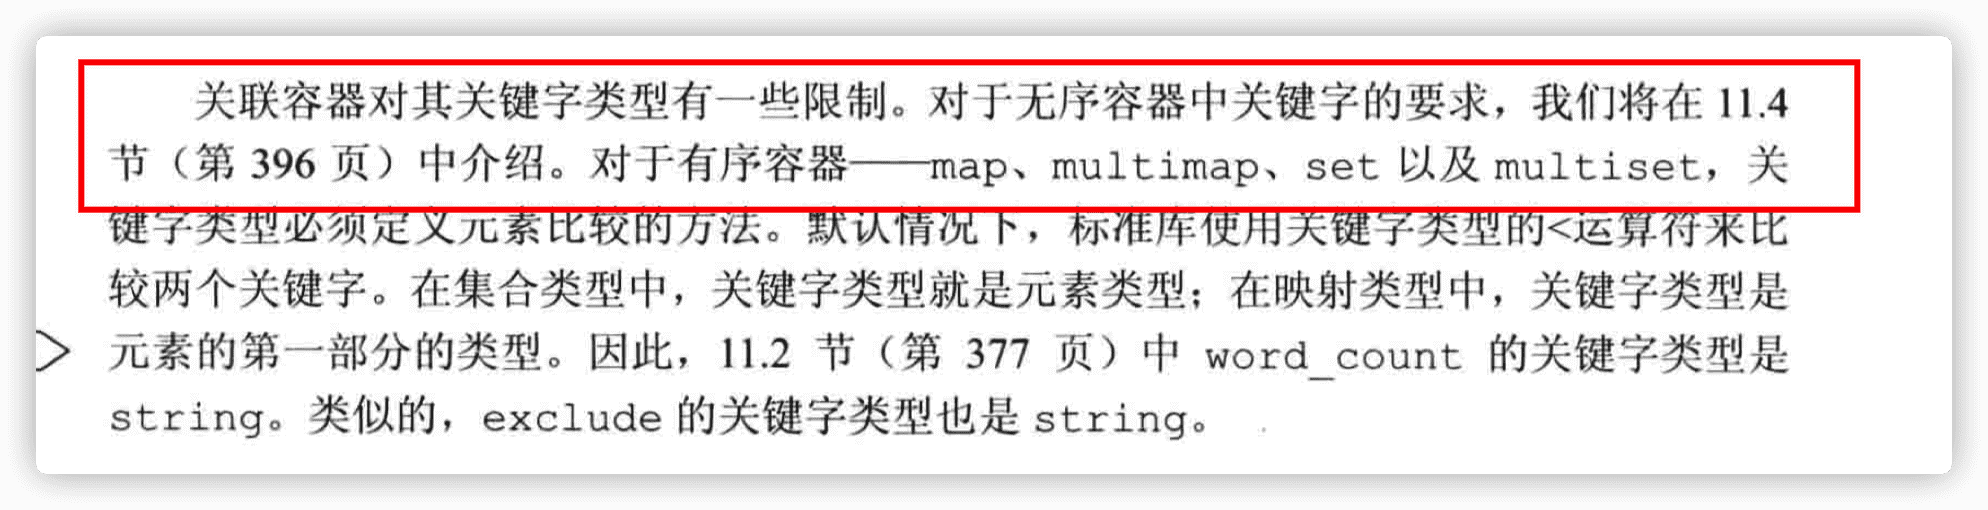 关联容器对其关键字类型有一些限制。对于无序容器中关键字的要求，我们将在 11.4
节（第 396 页）中介绍。对于有序容器——map、multimap、set 以及 multiset，关
键字类型必须定义元素比较的方法。默认情况下，标准库使用关键字类型的<运算符来比
较两个关键字。在集合类型中，关键字类型就是元素类型；在映射类型中，关键字类型是
元素的第一部分的类型。因此，11.2 节（第 377 页）中 word_count 的关键字类型是
string。类似的，exclude 的关键字类型也是 string。